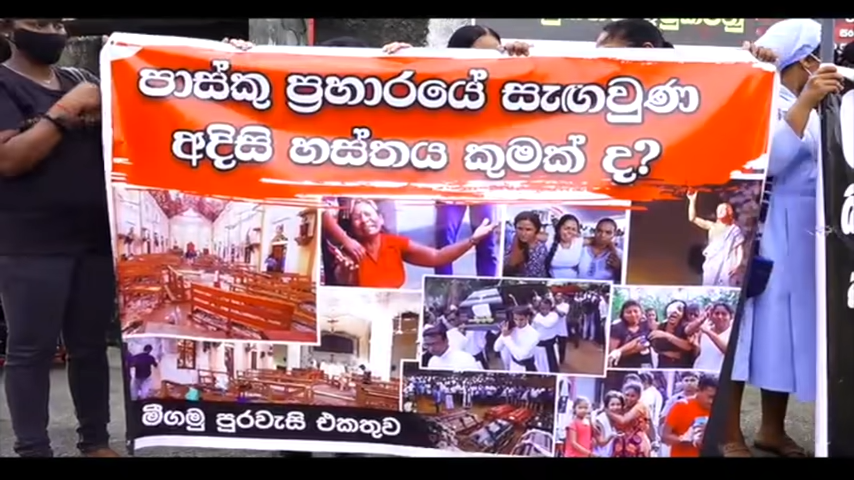 පාස්කු ප්‍රහාරයේ සැඟවුණ
අදිසි හස්තය කුමක් ද?
මීගමු පුරවැසි එකතුව